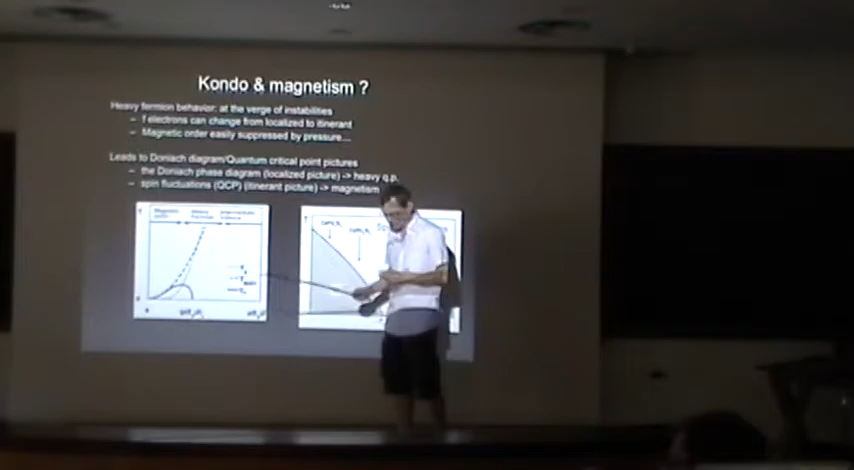 Kondo & magnetism ?
Heavy fermion behavior: at the verge of instabilities
– f electrons can change from localized to itinerant
– Magnetic order easily suppressed by pressure...
Leads to Doniach diagram/Quantum critical point pictures
– the Doniach phase diagram (localized picture) -> heavy q.p.
– spin fluctuations (QCP) (itinerant picture) -> magnetism